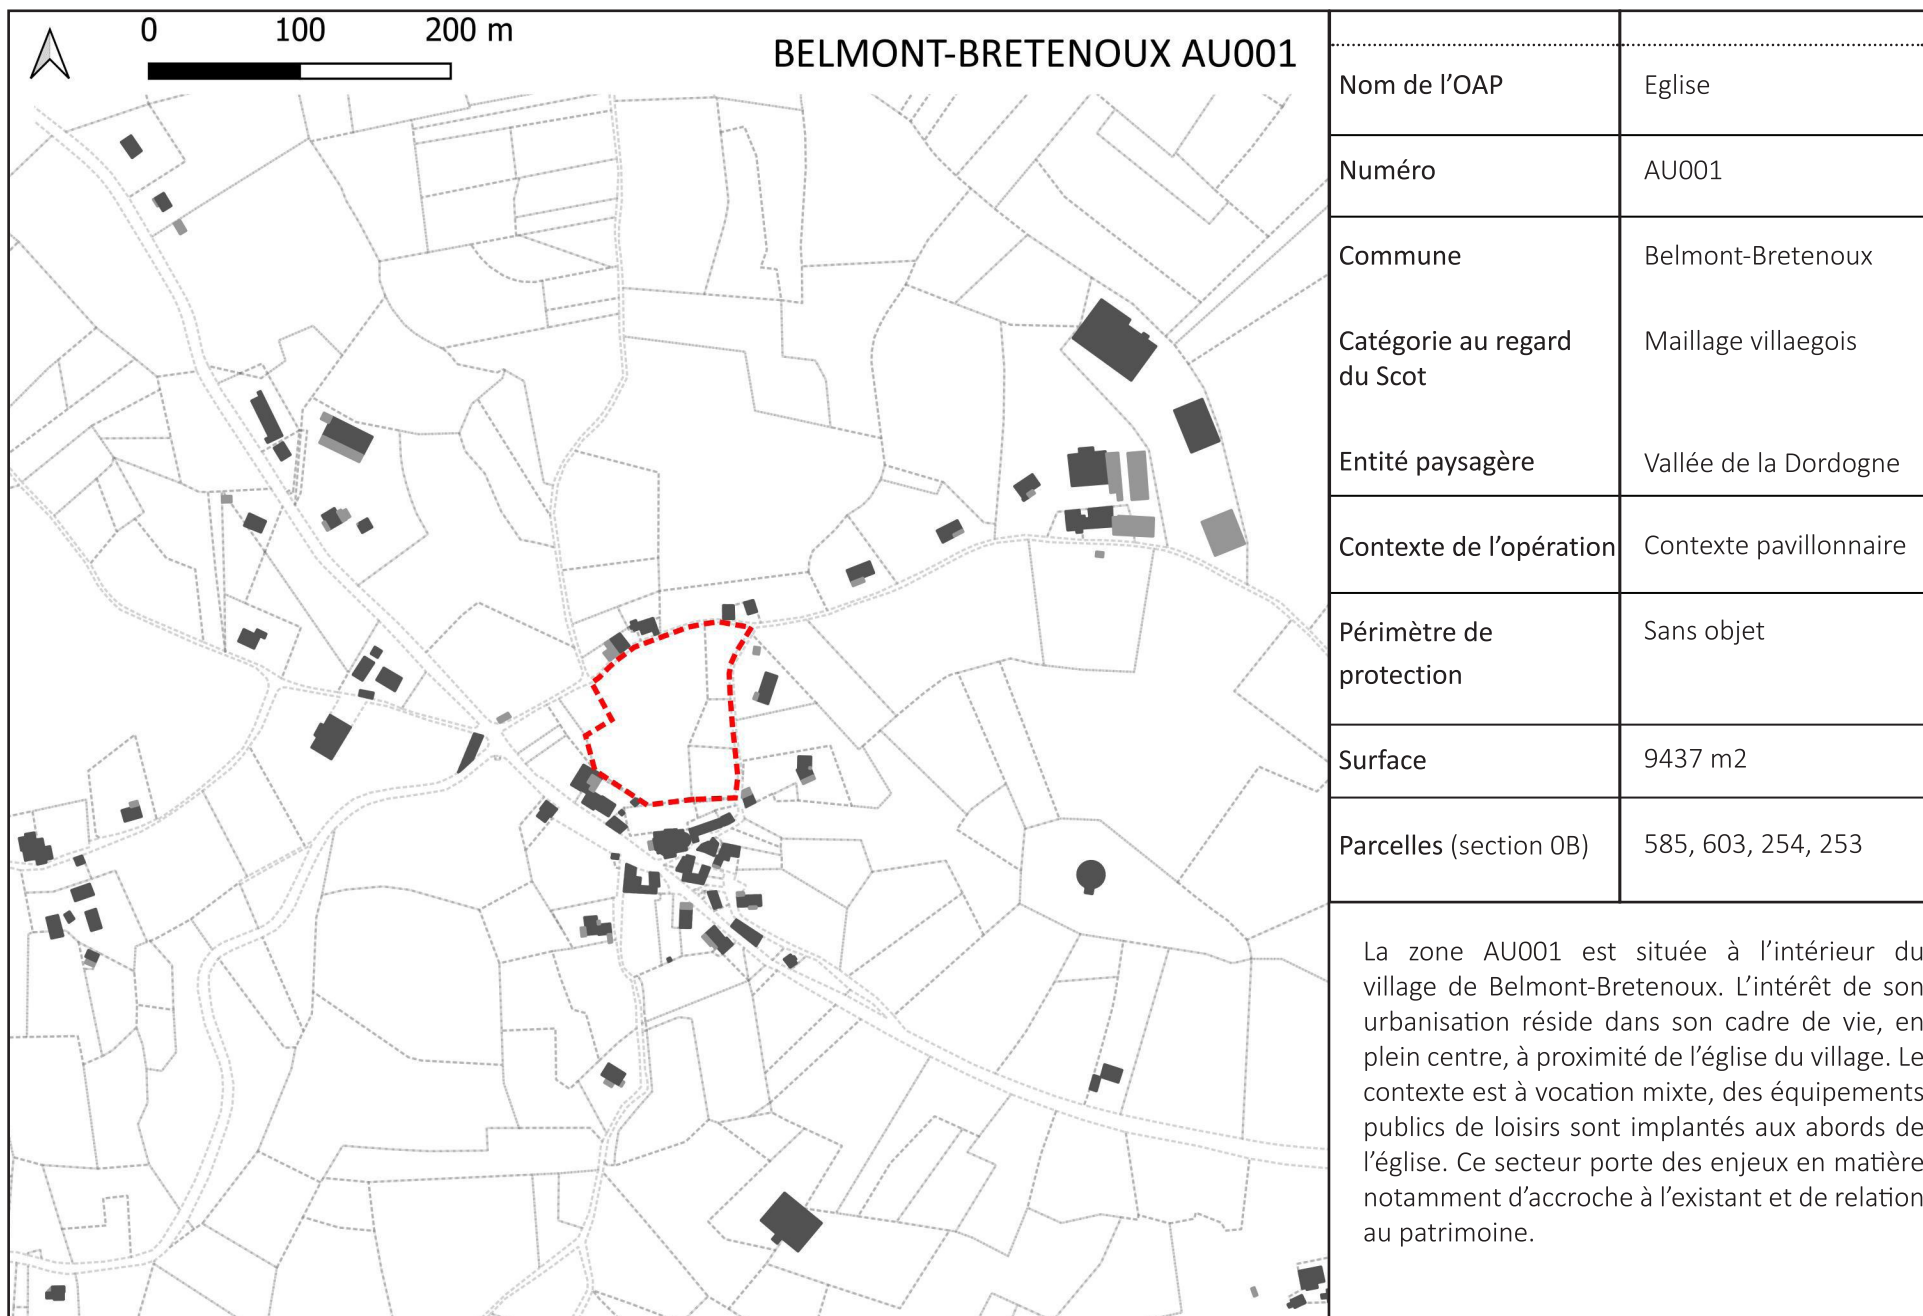 0 100 200 m
BELMONT-BRETENOUX AU001
Nom de l'OAP Eglise
Numéro AU001
Commune Belmont-Bretenoux
Catégorie au regard Maillage villaegois
du Scot
Entité paysagère Vallée de la Dordogne
Contexte de l'opération Contexte pavillonnaire
Périmètre de Sans objet
protection
Surface 9437 m2
Parcelles (section 0B) 585, 603, 254, 253
La zone AU001 est située à l'intérieur du
village de Belmont-Bretenoux. L'intérêt de son
urbanisation réside dans son cadre de vie, en
plein centre, à proximité de l'église du village. Le
contexte est à vocation mixte, des équipements
publics de loisirs sont implantés aux abords de
l'église. Ce secteur porte des enjeux en matière
notamment d'accroche à l'existant et de relation
au patrimoine.